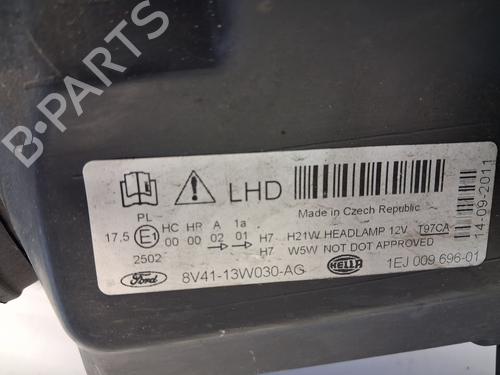 B-PARTS
LHD
Made in Czech Republic
14-09-2011
PL
HC HR A 1a
17.5 E1 00 00 02 01 H7 H21W HEADLAMP 12V T97CA
H7 W5W NOT DOT APPROVED
2502
Ford 8V41-13W030-AG HELLA 1EJ 009 696-01